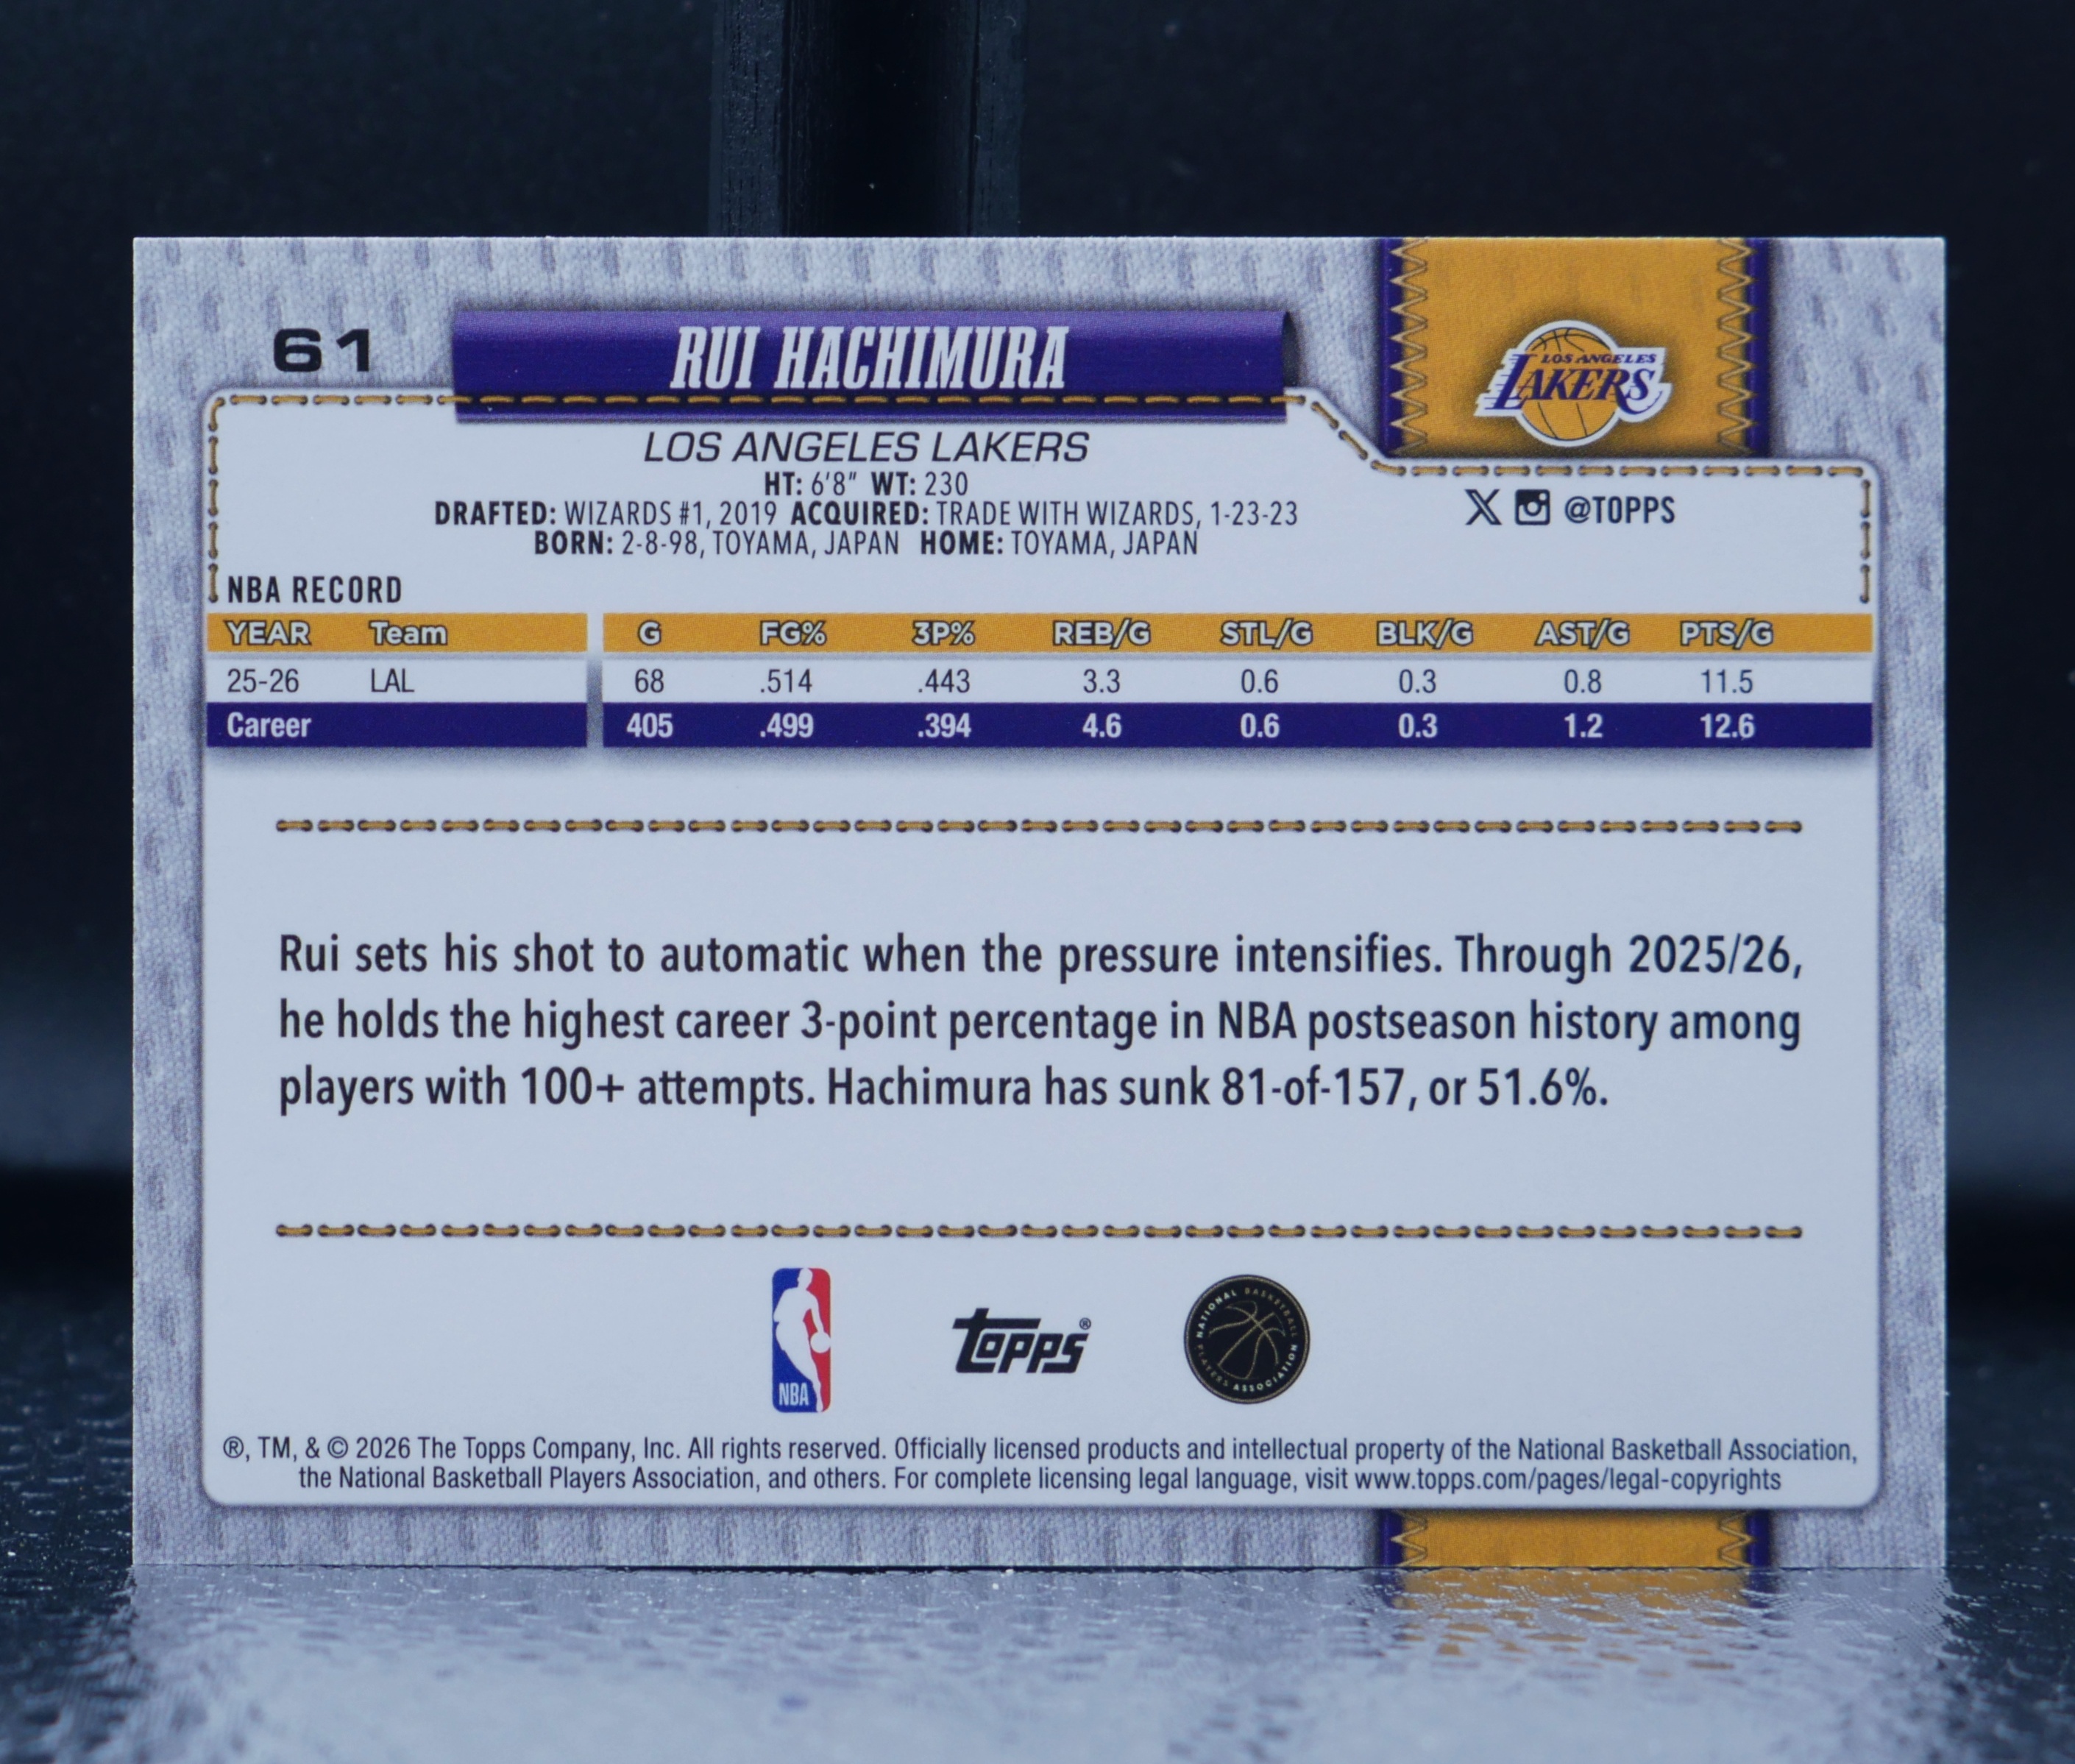 61
RUI HACHIMURA
LOS ANGELES LAKERS
LOS ANGELES LAKERS
HT: 6'8" WT: 230
DRAFTED: WIZARDS #1, 2019 ACQUIRED: TRADE WITH WIZARDS, 1-23-23
BORN: 2-8-98, TOYAMA, JAPAN HOME: TOYAMA, JAPAN
X @TOPPS
NBA RECORD
YEAR Team G FG% 3P% REB/G STL/G BLK/G AST/G PTS/G
25-26 LAL 68 .514 .443 3.3 0.6 0.3 0.8 11.5
Career 405 .499 .394 4.6 0.6 0.3 1.2 12.6
Rui sets his shot to automatic when the pressure intensifies. Through 2025/26,
he holds the highest career 3-point percentage in NBA postseason history among
players with 100+ attempts. Hachimura has sunk 81-of-157, or 51.6%.
NBA
topps®
NATIONAL BASKETBALL PLAYERS ASSOCIATION
®, TM, & © 2026 The Topps Company, Inc. All rights reserved. Officially licensed products and intellectual property of the National Basketball Association,
the National Basketball Players Association, and others. For complete licensing legal language, visit www.topps.com/pages/legal-copyrights